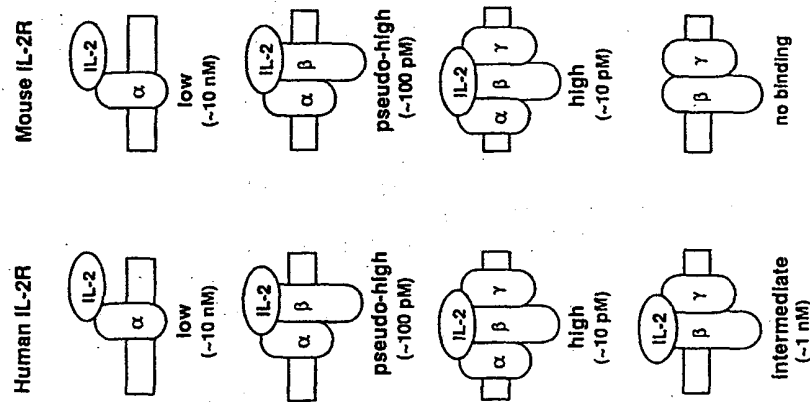 Human IL-2R
Mouse IL-2R
IL-2
α
low
(~10 nM)
IL-2
α
low
(~10 nM)
IL-2
α β
pseudo-high
(~100 pM)
IL-2
α β
pseudo-high
(~100 pM)
IL-2
α β γ
high
(~10 pM)
IL-2
α β γ
high
(~10 pM)
IL-2
β γ
intermediate
(~1 nM)
β γ
no binding